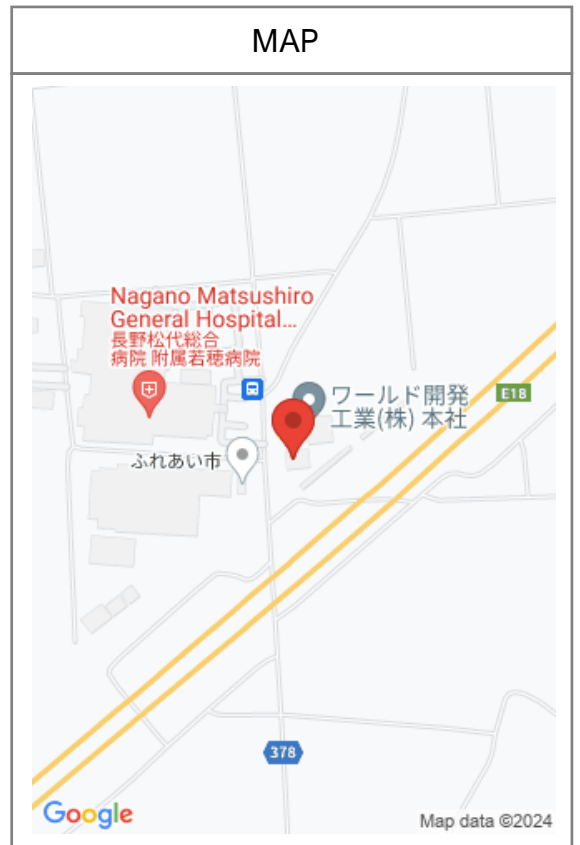 MAP
Nagano Matsushiro
General Hospital...
長野松代総合
病院 附属若穂病院
ワールド開発
工業(株) 本社
E18
ふれあい市
378
Google
Map data ©2024